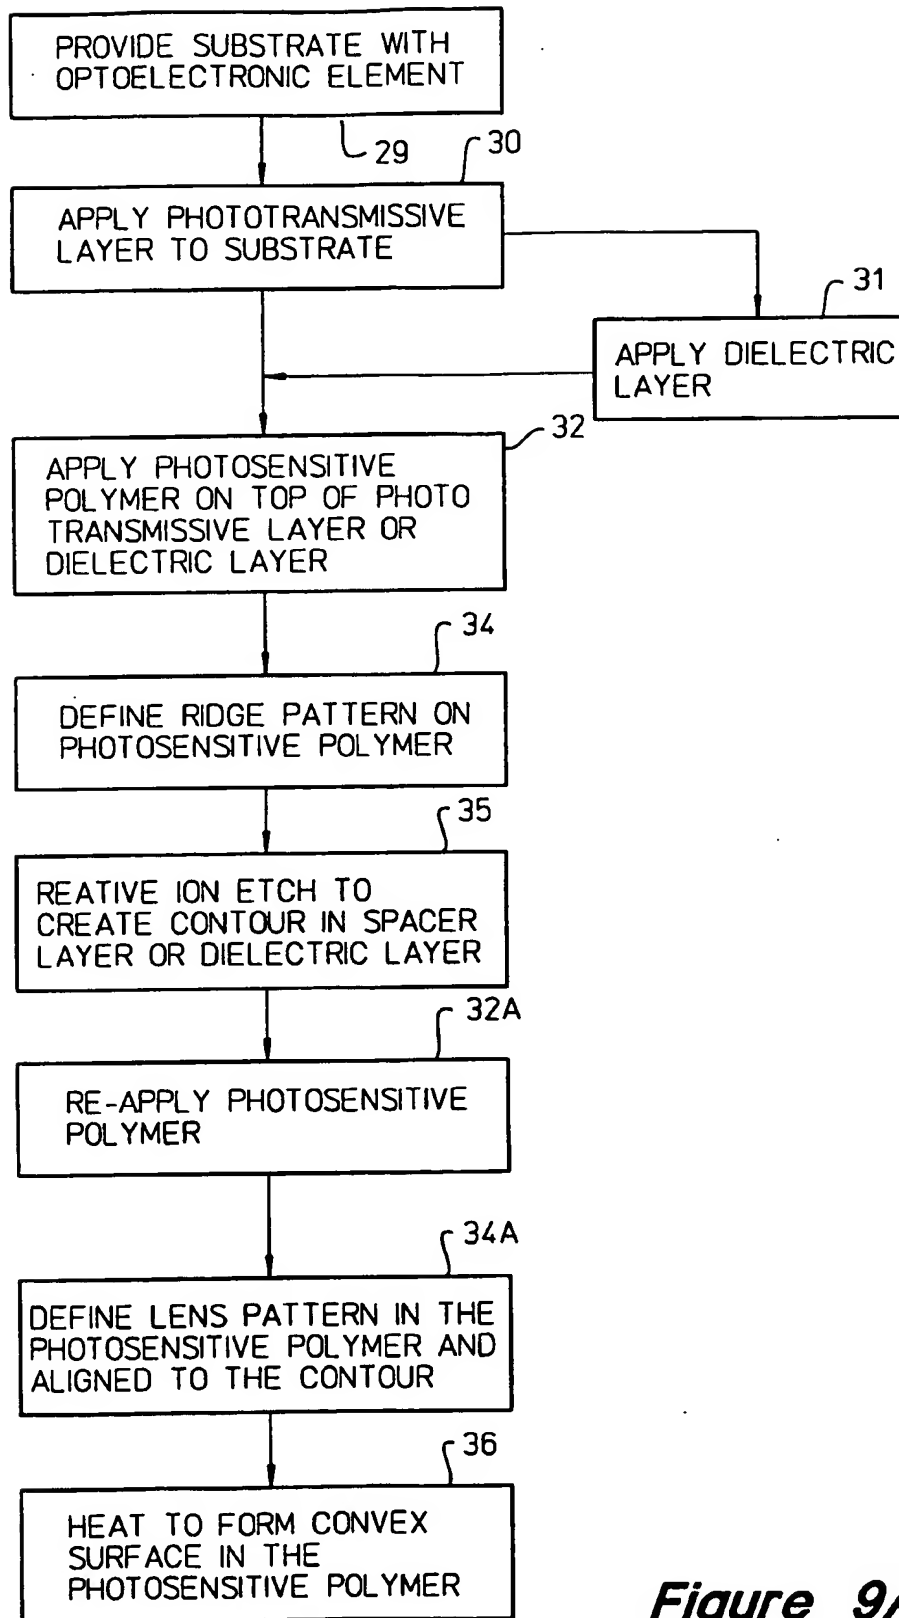 PROVIDE SUBSTRATE WITH
OPTOELECTRONIC ELEMENT
29
30
APPLY PHOTOTRANSMISSIVE
LAYER TO SUBSTRATE
31
APPLY DIELECTRIC
LAYER
32
APPLY PHOTOSENSITIVE
POLYMER ON TOP OF PHOTO
TRANSMISSIVE LAYER OR
DIELECTRIC LAYER
34
DEFINE RIDGE PATTERN ON
PHOTOSENSITIVE POLYMER
35
REATIVE ION ETCH TO
CREATE CONTOUR IN SPACER
LAYER OR DIELECTRIC LAYER
32A
RE-APPLY PHOTOSENSITIVE
POLYMER
34A
DEFINE LENS PATTERN IN THE
PHOTOSENSITIVE POLYMER AND
ALIGNED TO THE CONTOUR
36
HEAT TO FORM CONVEX
SURFACE IN THE
PHOTOSENSITIVE POLYMER
Figure 9A